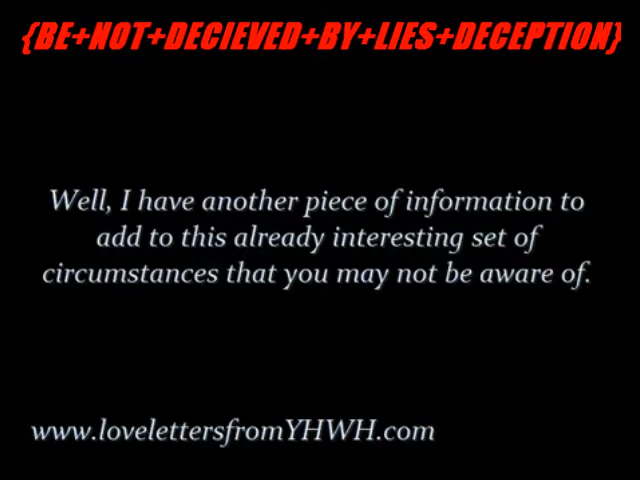 {BE+NOT+DECIEVED+BY+LIES+DECEPTION}
Well, I have another piece of information to
add to this already interesting set of
circumstances that you may not be aware of.
www.lovelettersfromYHWH.com